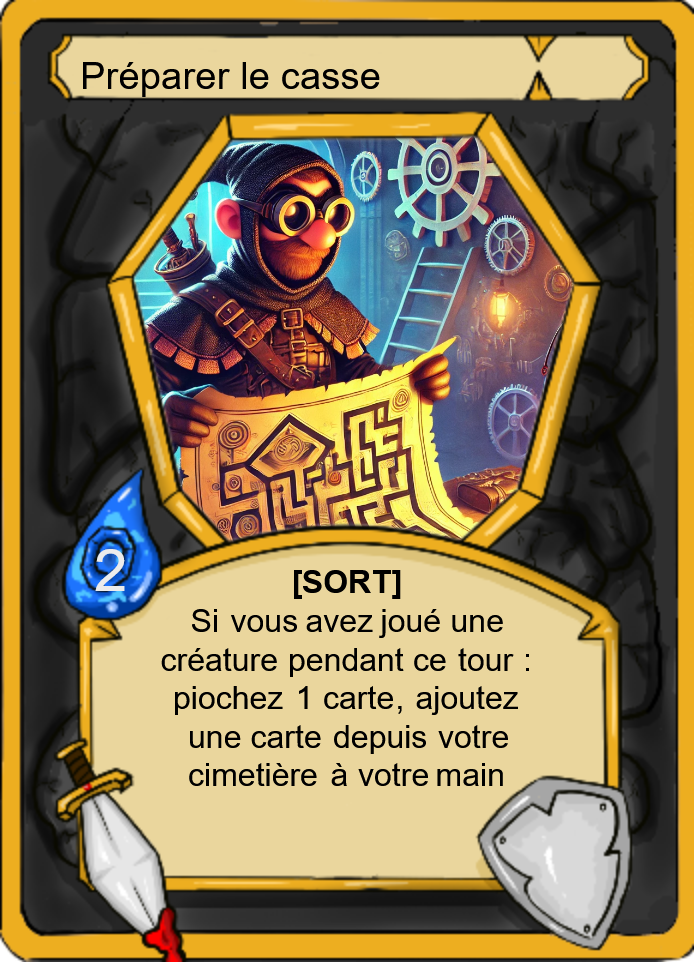 Préparer le casse
2
[SORT]
Si vous avez joué une
créature pendant ce tour :
piochez 1 carte, ajoutez
une carte depuis votre
cimetière à votre main